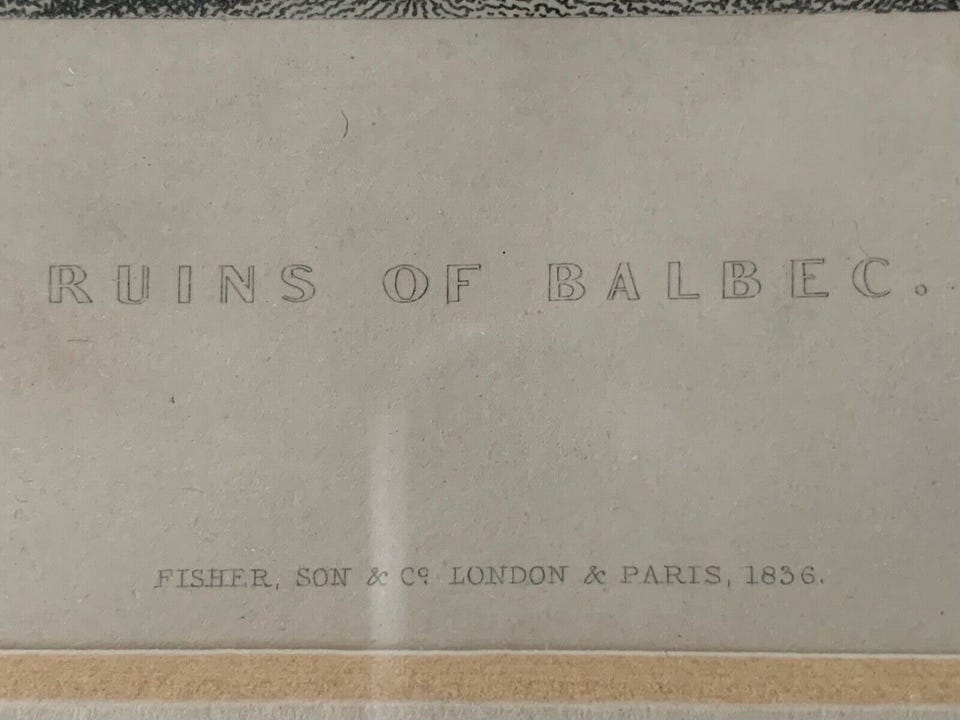 RUINS OF BALBEC.
FISHER, SON & Cº. LONDON & PARIS, 1836.